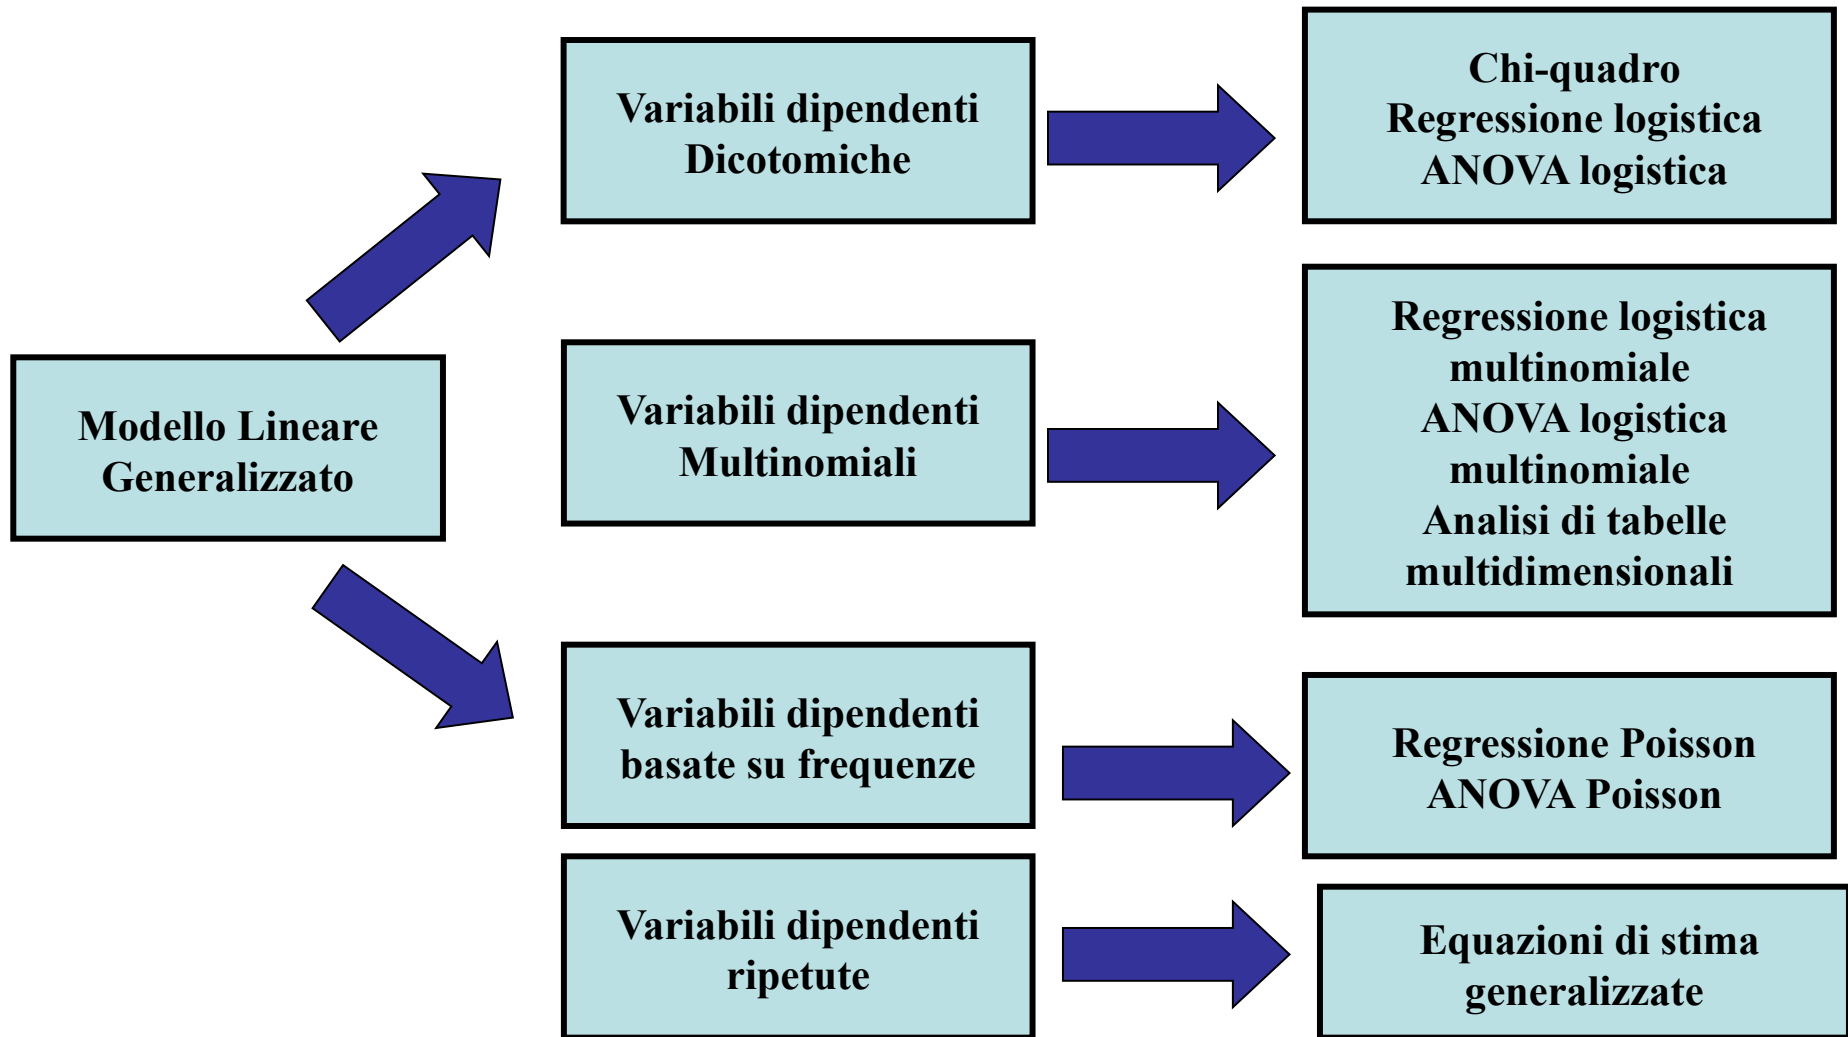 Modello Lineare
Generalizzato
Variabili dipendenti
Dicotomiche
Chi-quadro
Regressione logistica
ANOVA logistica
Variabili dipendenti
Multinomiali
Regressione logistica
multinomiale
ANOVA logistica
multinomiale
Analisi di tabelle
multidimensionali
Variabili dipendenti
basate su frequenze
Regressione Poisson
ANOVA Poisson
Variabili dipendenti
ripetute
Equazioni di stima
generalizzate